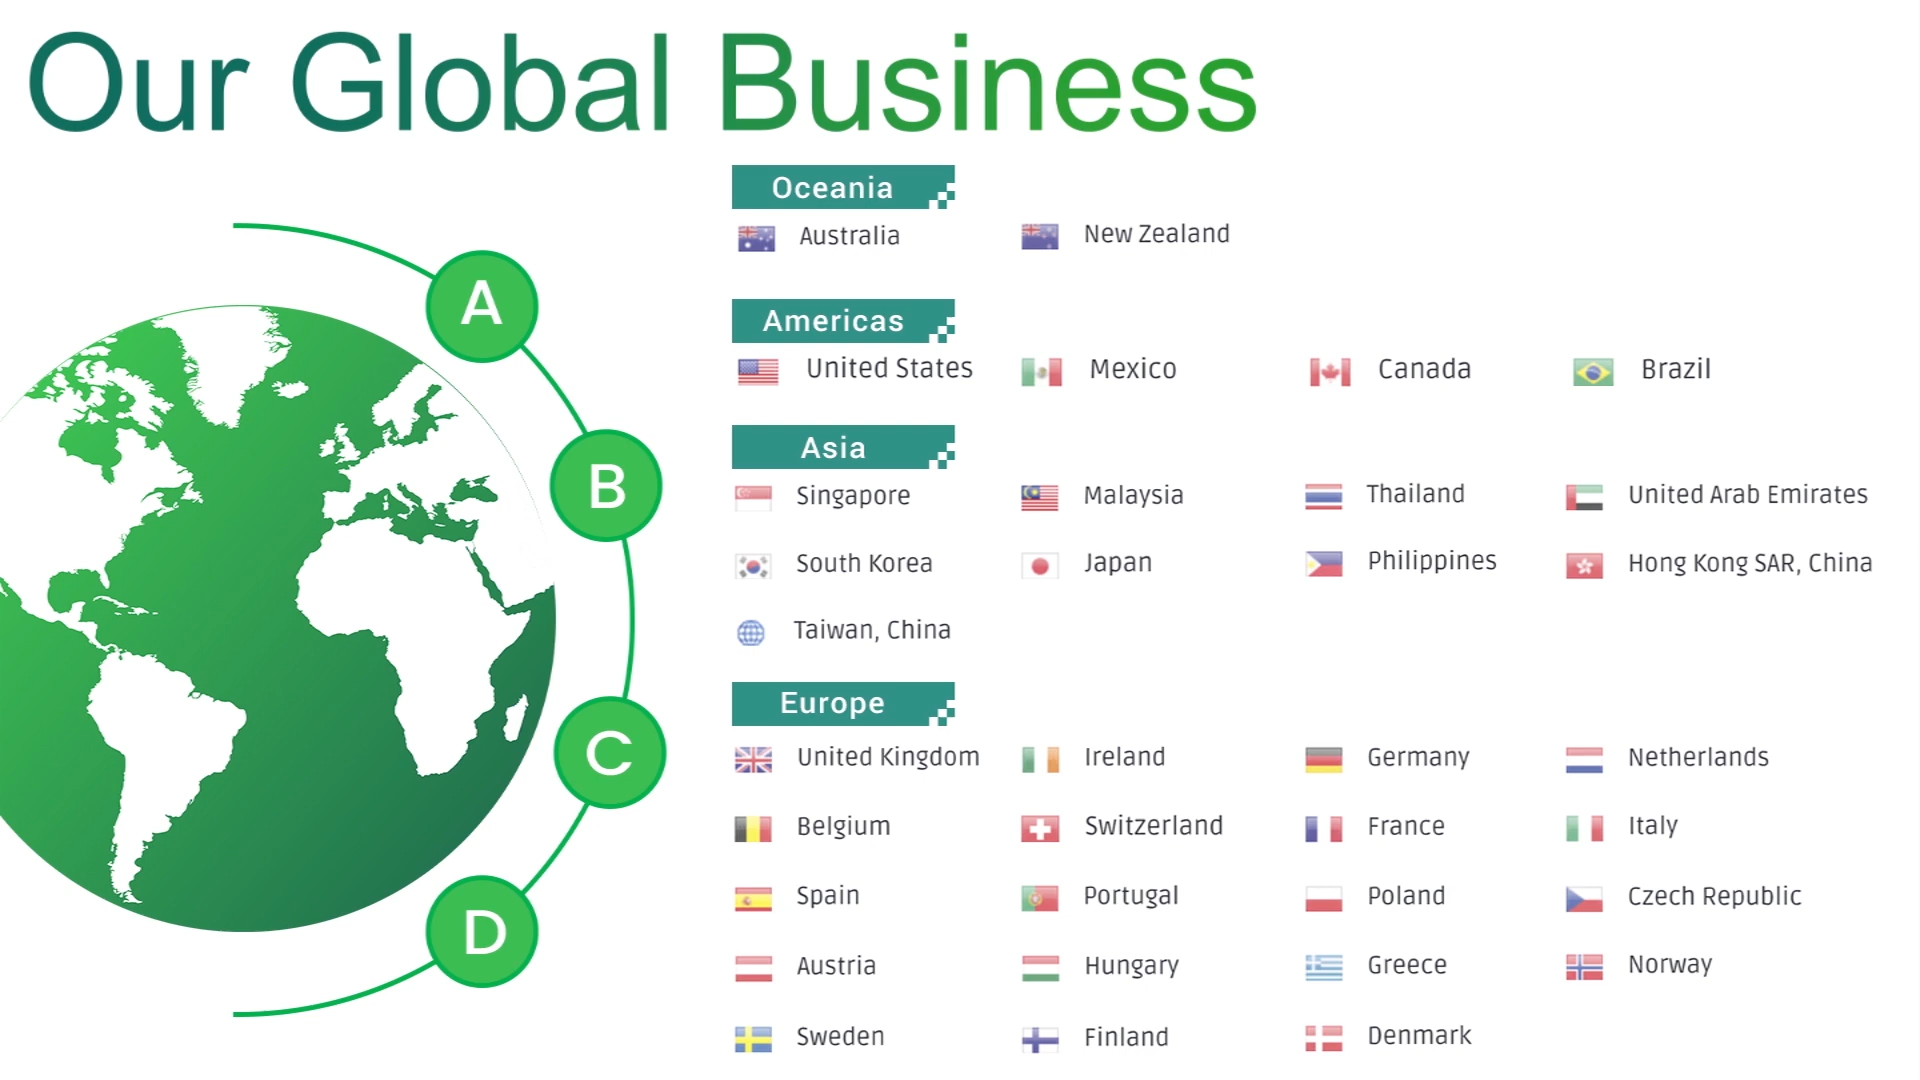 Our Global Business
A
B
C
D
Oceania
Australia New Zealand
Americas
United States Mexico Canada Brazil
Asia
Singapore Malaysia Thailand United Arab Emirates
South Korea Japan Philippines Hong Kong SAR, China
Taiwan, China
Europe
United Kingdom Ireland Germany Netherlands
Belgium Switzerland France Italy
Spain Portugal Poland Czech Republic
Austria Hungary Greece Norway
Sweden Finland Denmark